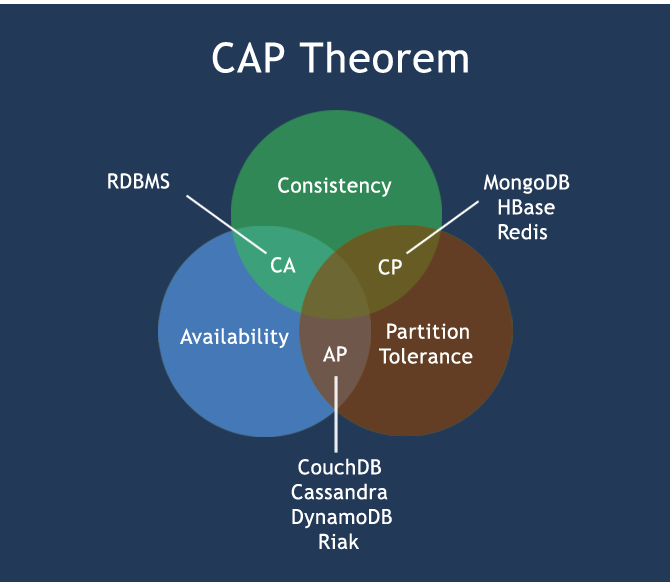 CAP Theorem
Consistency
RDBMS
MongoDB
HBase
Redis
CA
CP
Availability
Partition
Tolerance
AP
CouchDB
Cassandra
DynamoDB
Riak